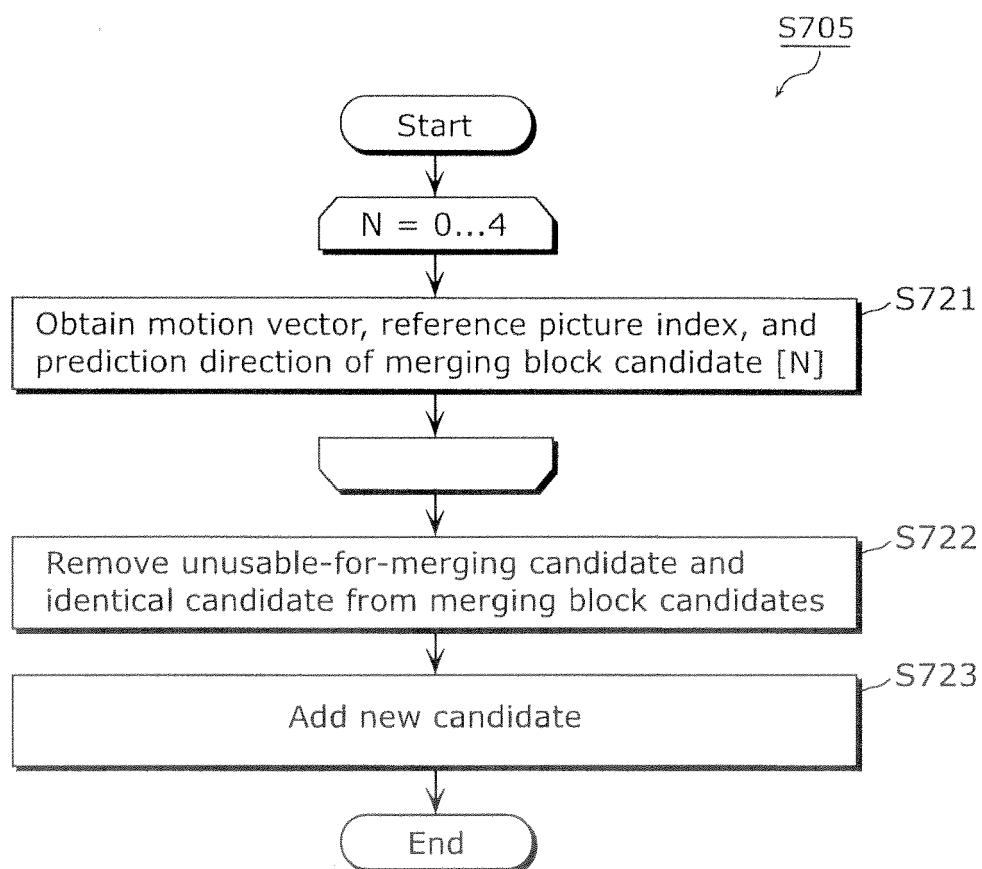 S705
Start
N = 0...4
S721
Obtain motion vector, reference picture index, and
prediction direction of merging block candidate [N]
S722
Remove unusable-for-merging candidate and
identical candidate from merging block candidates
S723
Add new candidate
End